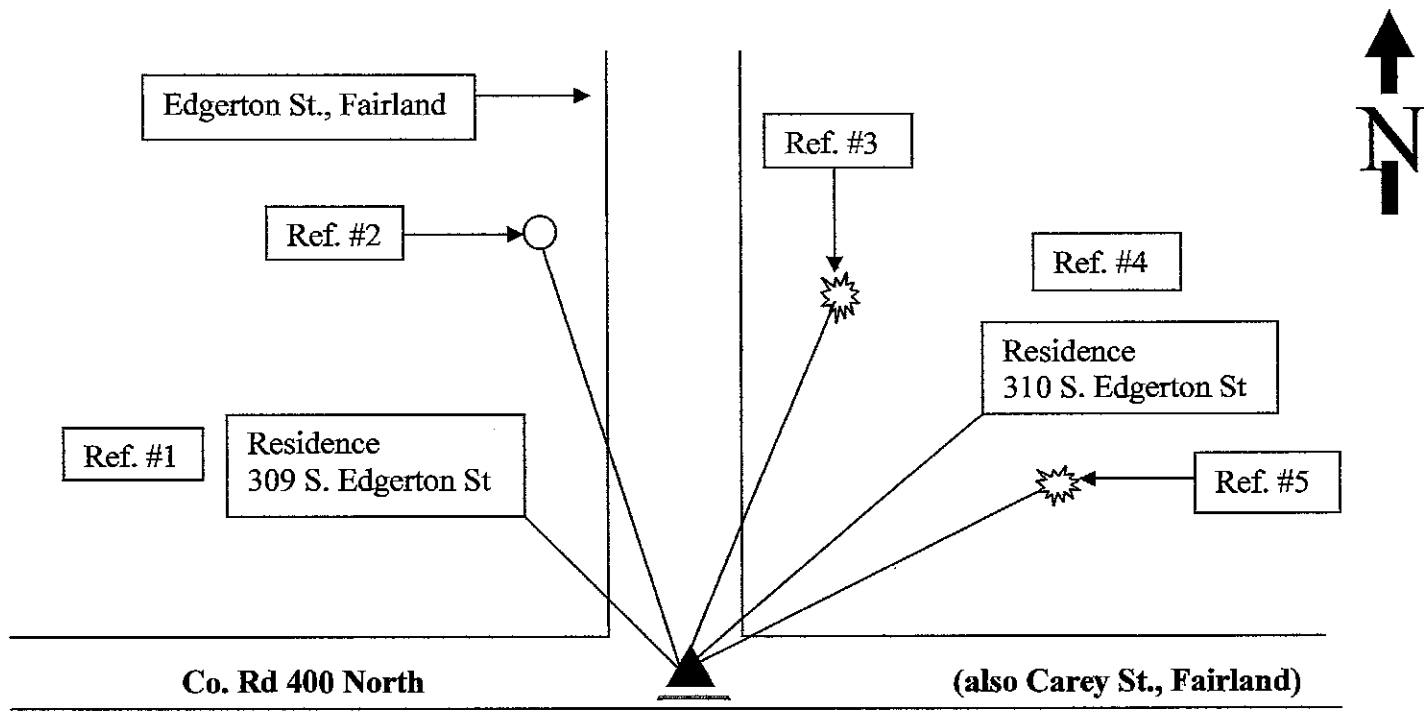 Edgerton St., Fairland
N
Ref. #3
Ref. #2
Ref. #4
Residence
310 S. Edgerton St
Ref. #1
Residence
309 S. Edgerton St
Ref. #5
Co. Rd 400 North
(also Carey St., Fairland)